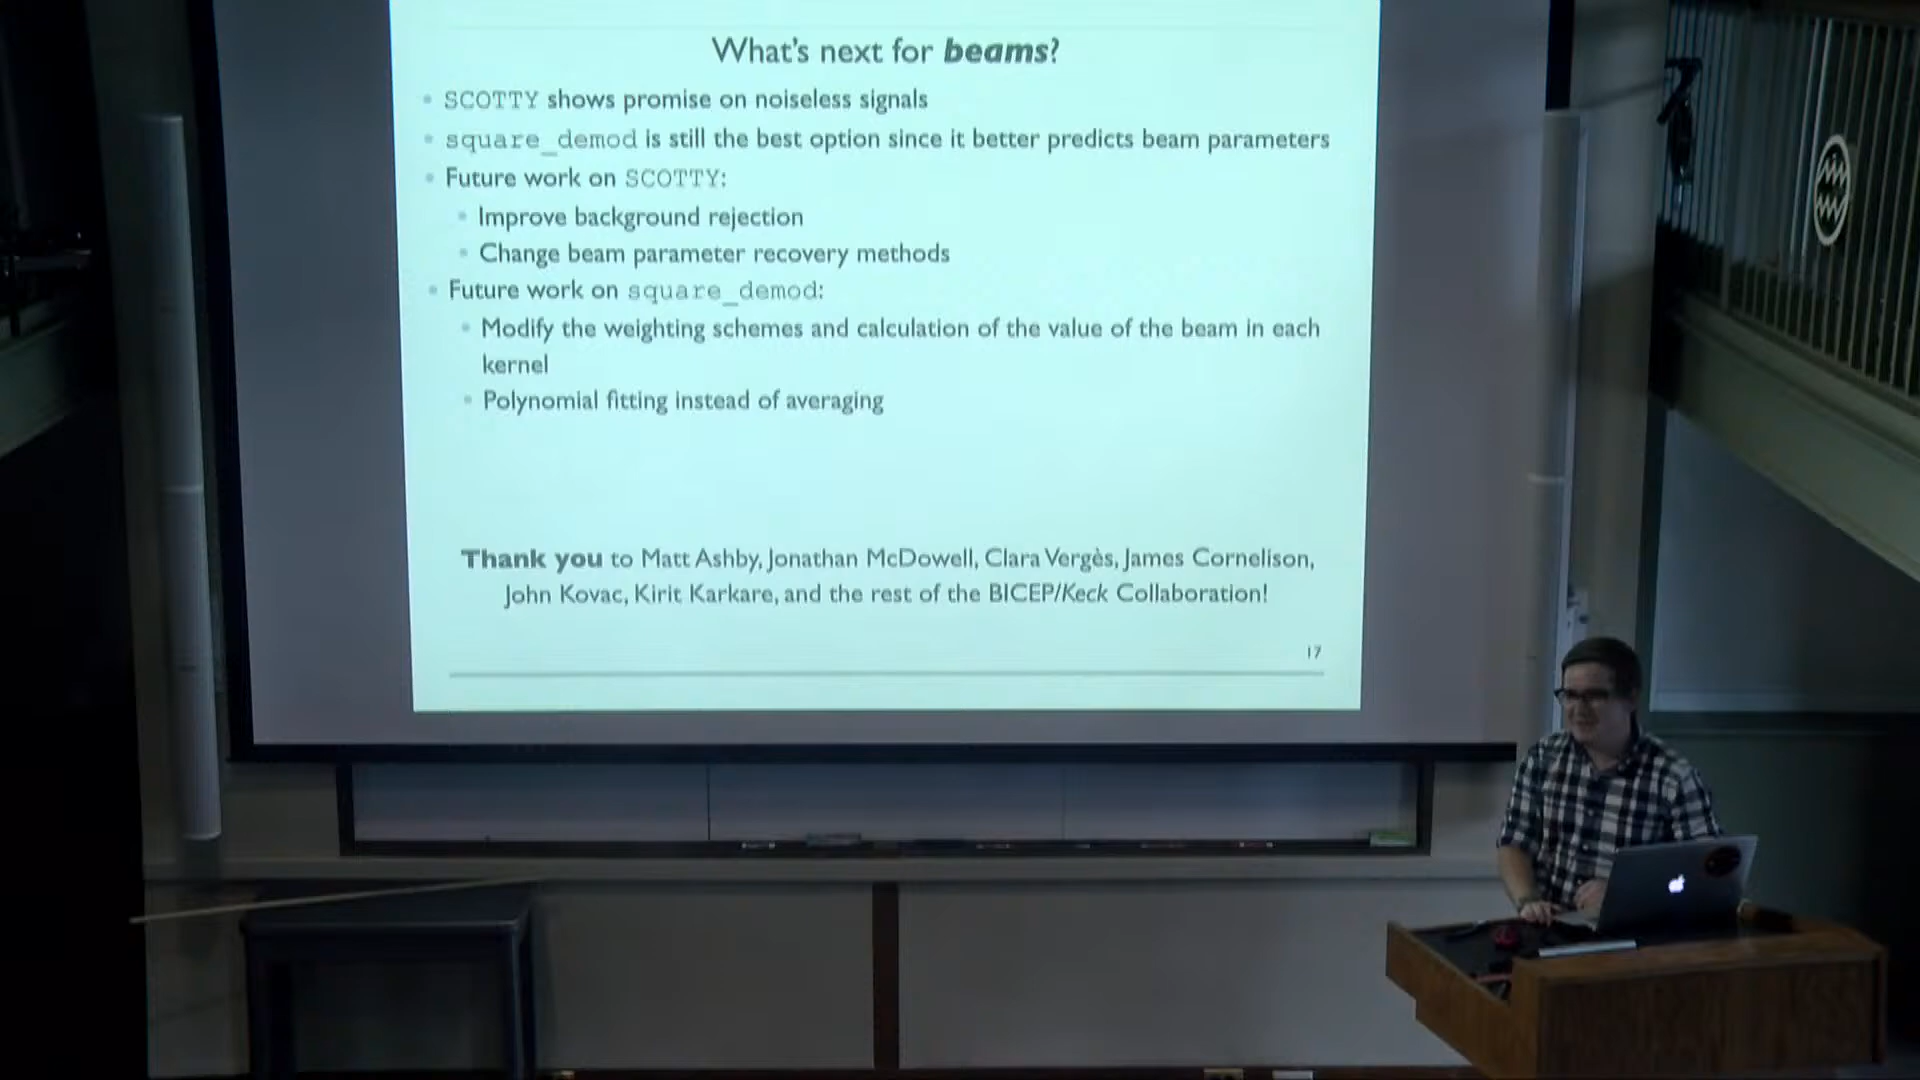 What's next for beams?
• SCOTTY shows promise on noiseless signals
• square_demod is still the best option since it better predicts beam parameters
• Future work on SCOTTY:
• Improve background rejection
• Change beam parameter recovery methods
• Future work on square_demod:
• Modify the weighting schemes and calculation of the value of the beam in each
kernel
• Polynomial fitting instead of averaging
Thank you to Matt Ashby, Jonathan McDowell, Clara Vergès, James Cornelison,
John Kovac, Kirit Karkare, and the rest of the BICEP/Keck Collaboration!
17